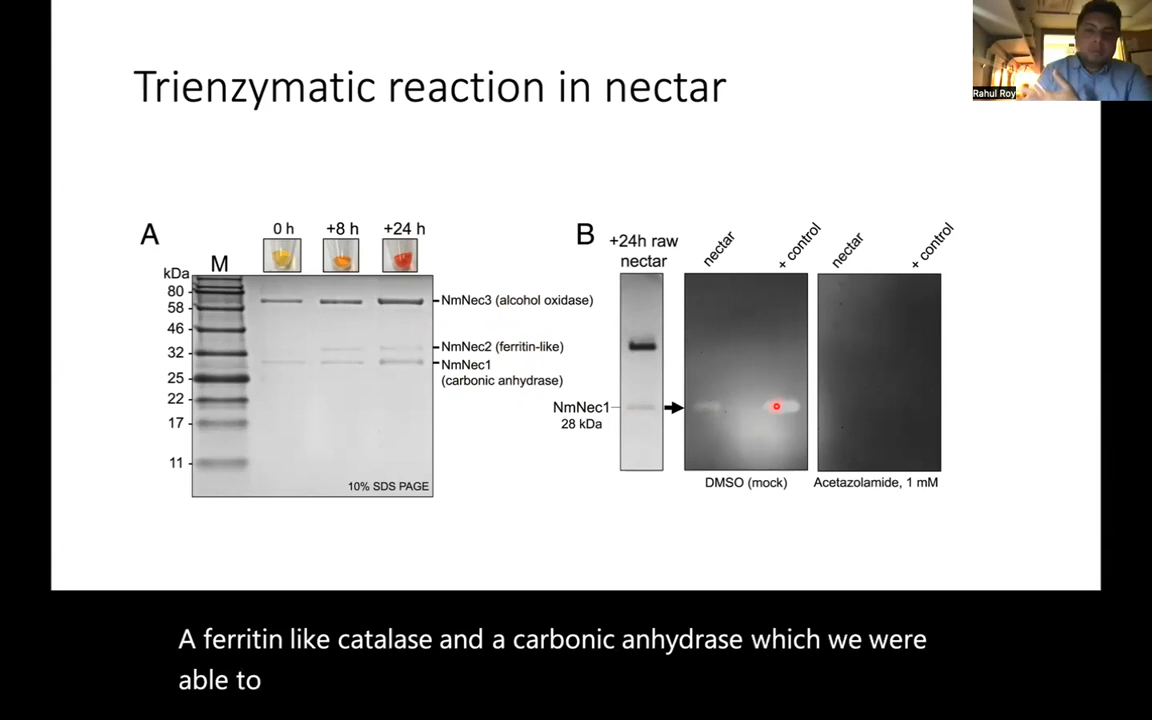 Trienzymatic reaction in nectar
Rahul Roy
A
0 h
+8 h
+24 h
M
kDa
80
58
46
32
25
22
17
11
NmNec3 (alcohol oxidase)
NmNec2 (ferritin-like)
NmNec1
(carbonic anhydrase)
10% SDS PAGE
B
+24h raw
nectar
nectar
+ control
nectar
+ control
NmNec1
28 kDa
DMSO (mock)
Acetazolamide, 1 mM
A ferritin like catalase and a carbonic anhydrase which we were
able to